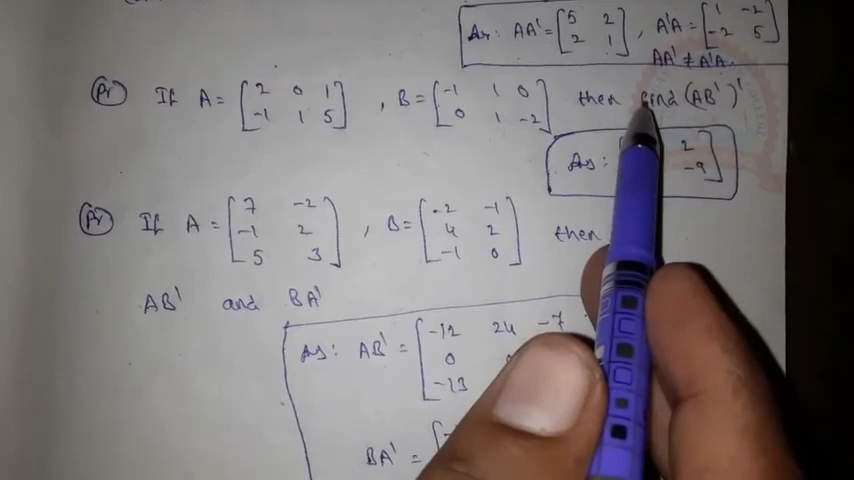 Ans: AA' = [5 2; 2 1], A'A = [1 -2; -2 5]
AA' ≠ A'A.
Pr If A = [2 0 1; -1 1 5], B = [-1 1 0; 0 1 -2] then find (AB')'
Ans: 2
-9
Pr If A = [7 -2; -1 2; 5 3], B = [-2 -1; 4 2; -1 0] then
AB' and BA'
Ans: AB' = [-12 24 -7
0
-13
BA' = [